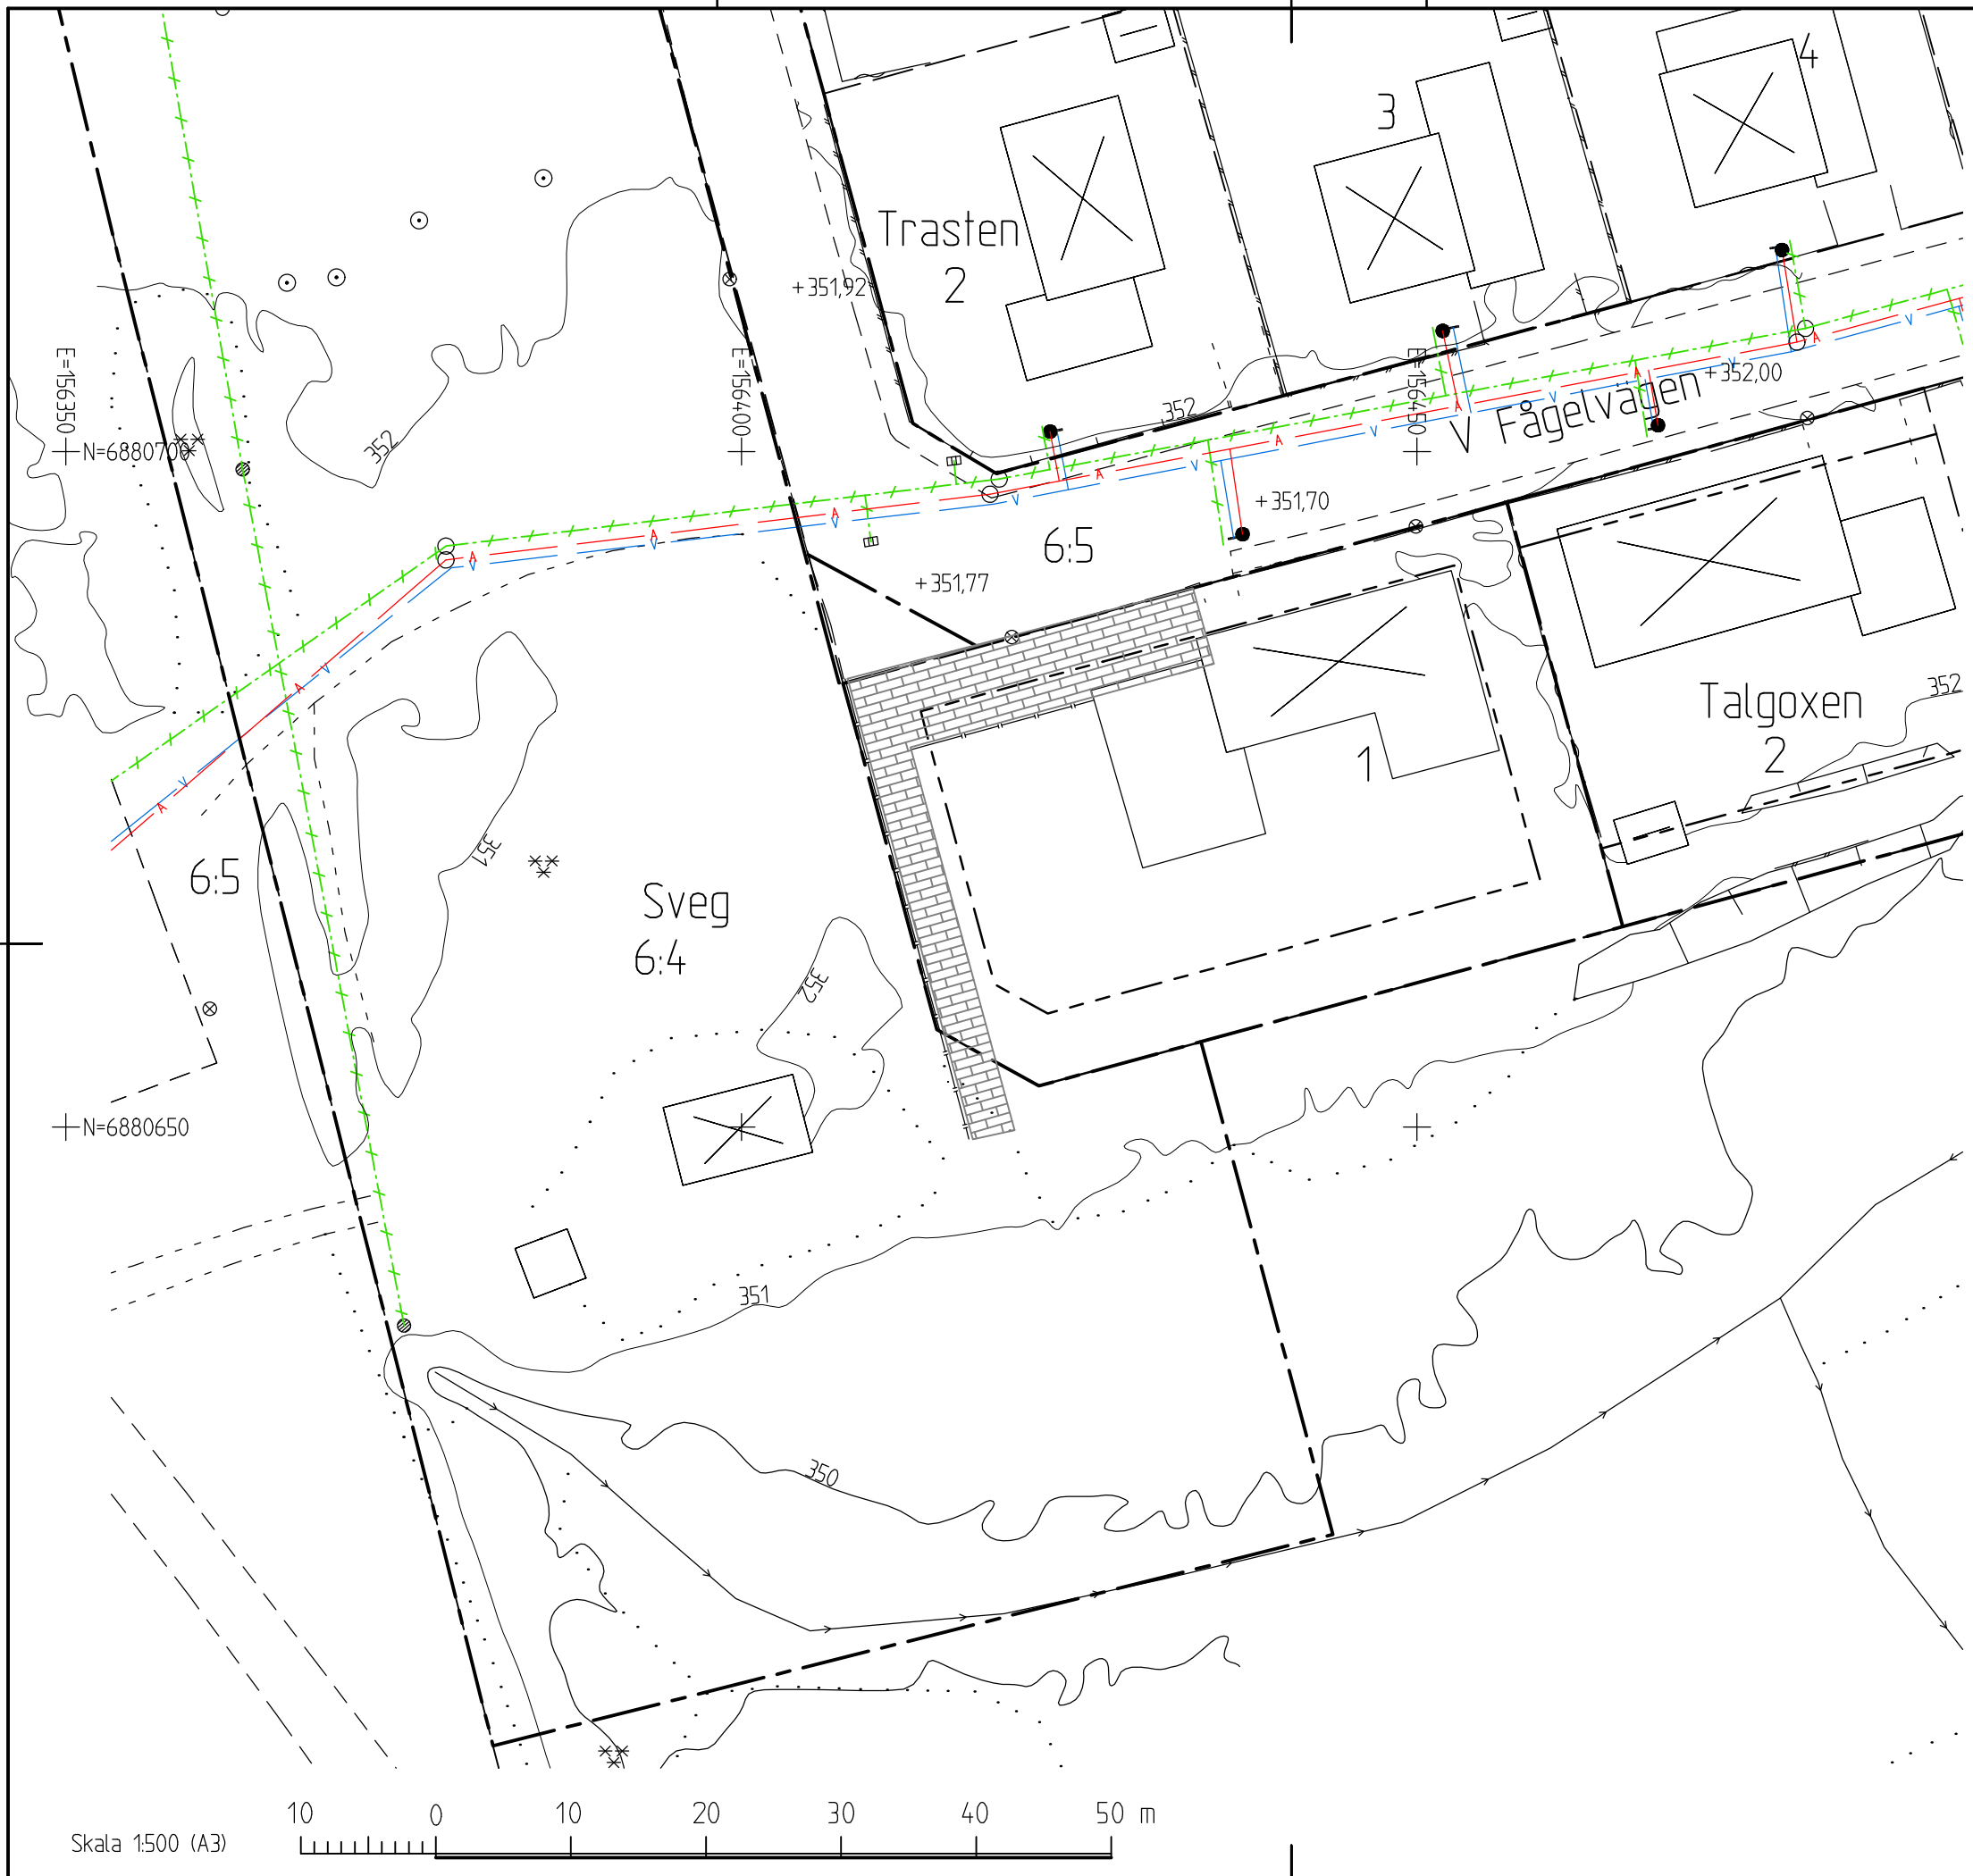 4
3
Trasten
2
+351,92
E=156350
E=156400
E=156450
352
+352,00
Fågelvägen
N=6880700
352
A
V
+351,70
6:5
+351,77
Talgoxen
2
352
1
351
6:5
Sveg
6:4
352
N=6880650
351
350
10 0 10 20 30 40 50 m
Skala 1:500 (A3)